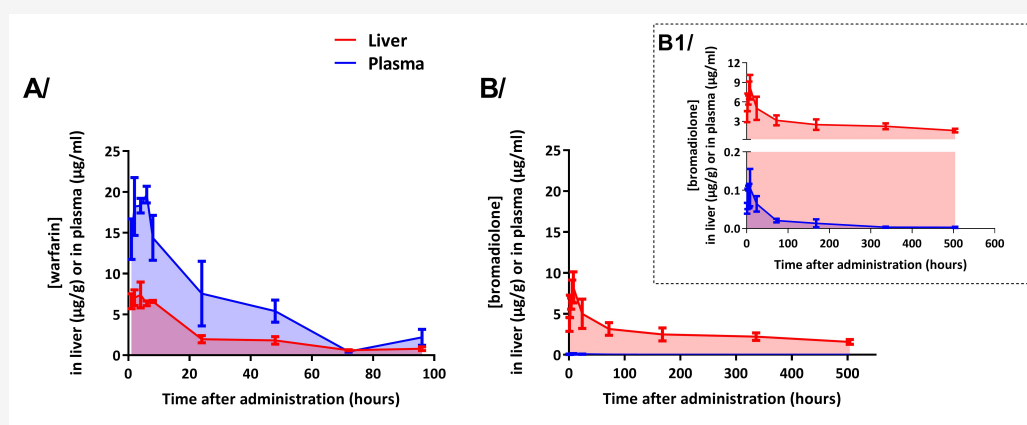 Liver
Plasma
A/
[warfarin]
in liver (µg/g) or in plasma (µg/ml)
25
20
15
10
5
0
0 20 40 60 80 100
Time after administration (hours)
B/
[bromadiolone]
in liver (µg/g) or in plasma (µg/ml)
25
20
15
10
5
0
0 100 200 300 400 500
Time after administration (hours)
B1/
[bromadiolone]
in liver (µg/g) or in plasma (µg/ml)
12
9
6
3
0.2
0.1
0.0
0 100 200 300 400 500 600
Time after administration (hours)